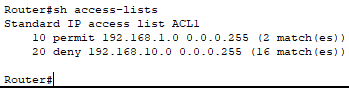 Router#sh access-lists
Standard IP access list ACL1
10 permit 192.168.1.0 0.0.0.255 (2 match(es))
20 deny 192.168.10.0 0.0.0.255 (16 match(es))
Router#